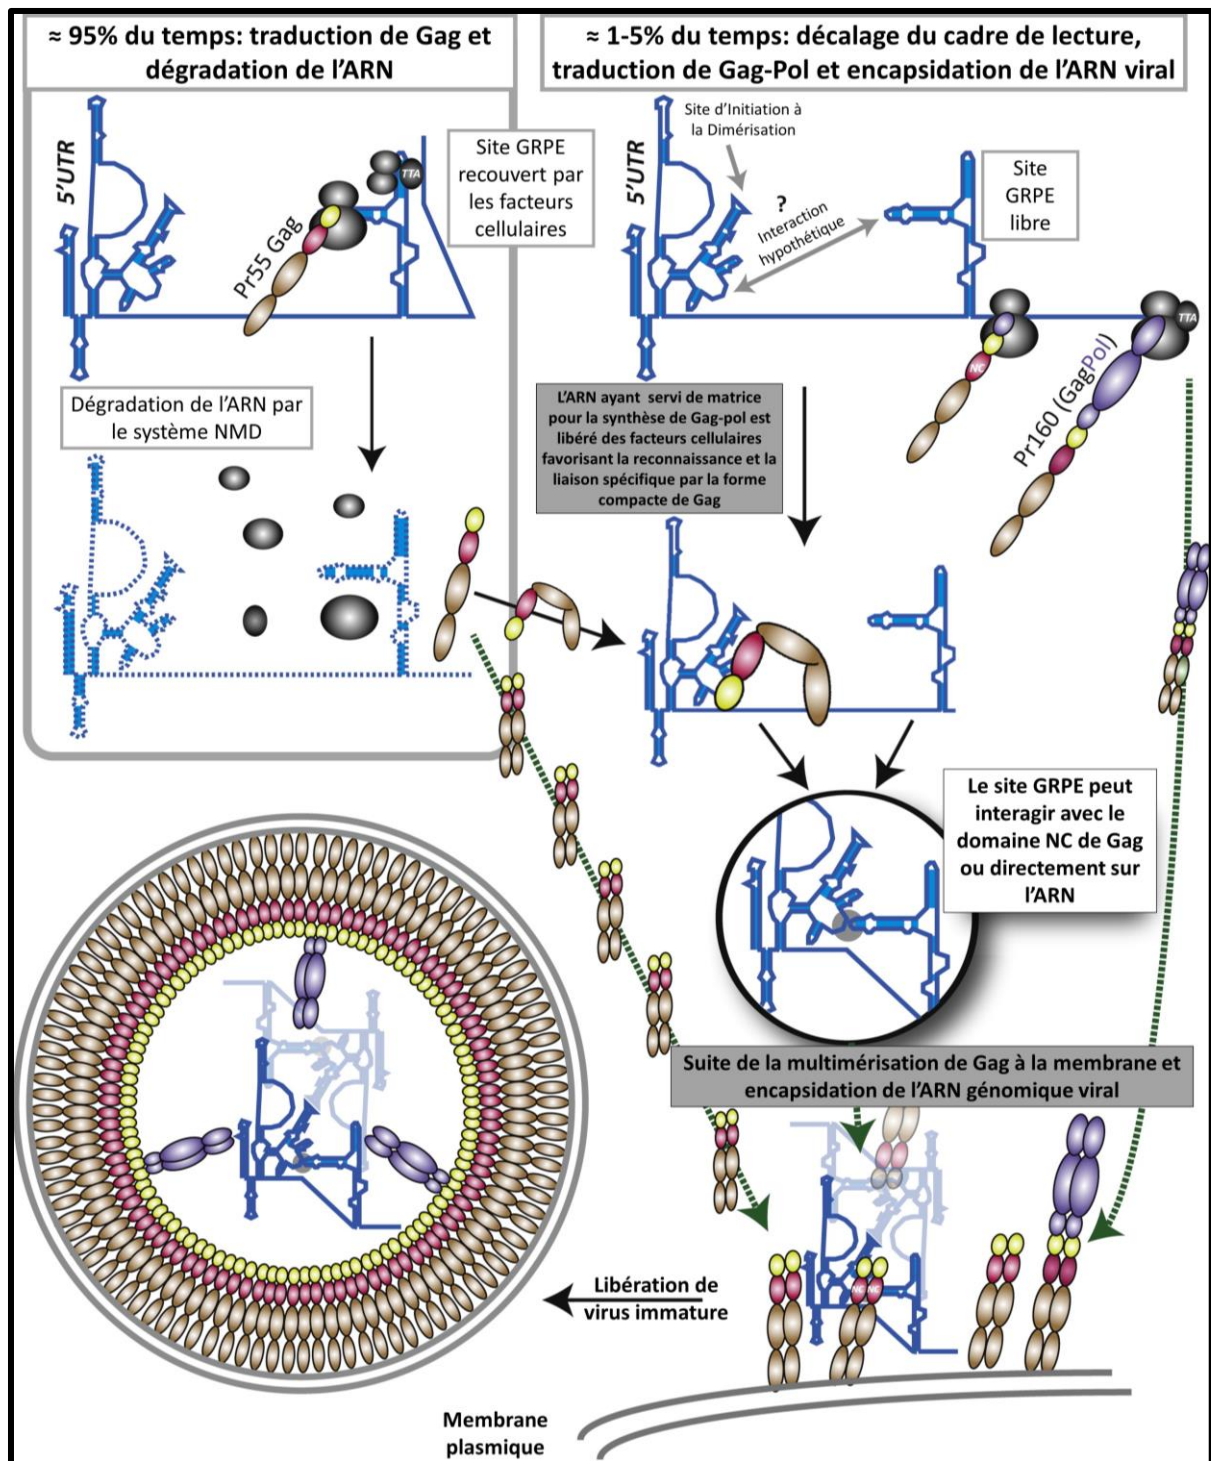 ≈ 95% du temps: traduction de Gag et
dégradation de l'ARN
≈ 1-5% du temps: décalage du cadre de lecture,
traduction de Gag-Pol et encapsidation de l'ARN viral
5'UTR
Pr55 Gag
TTA
Site GRPE
recouvert par
les facteurs
cellulaires
5'UTR
Site d'Initiation à
la Dimérisation
?
Interaction
hypothétique
Site
GRPE
libre
NC
TTA
Pr160 (GagPol)
Dégradation de l'ARN par
le système NMD
L'ARN ayant servi de matrice
pour la synthèse de Gag-pol est
libéré des facteurs cellulaires
favorisant la reconnaissance et la
liaison spécifique par la forme
compacte de Gag
Le site GRPE peut
interagir avec le
domaine NC de Gag
ou directement sur
l'ARN
Suite de la multimérisation de Gag à la membrane et
encapsidation de l'ARN génomique viral
NC NC
Libération de
virus immature
Membrane
plasmique